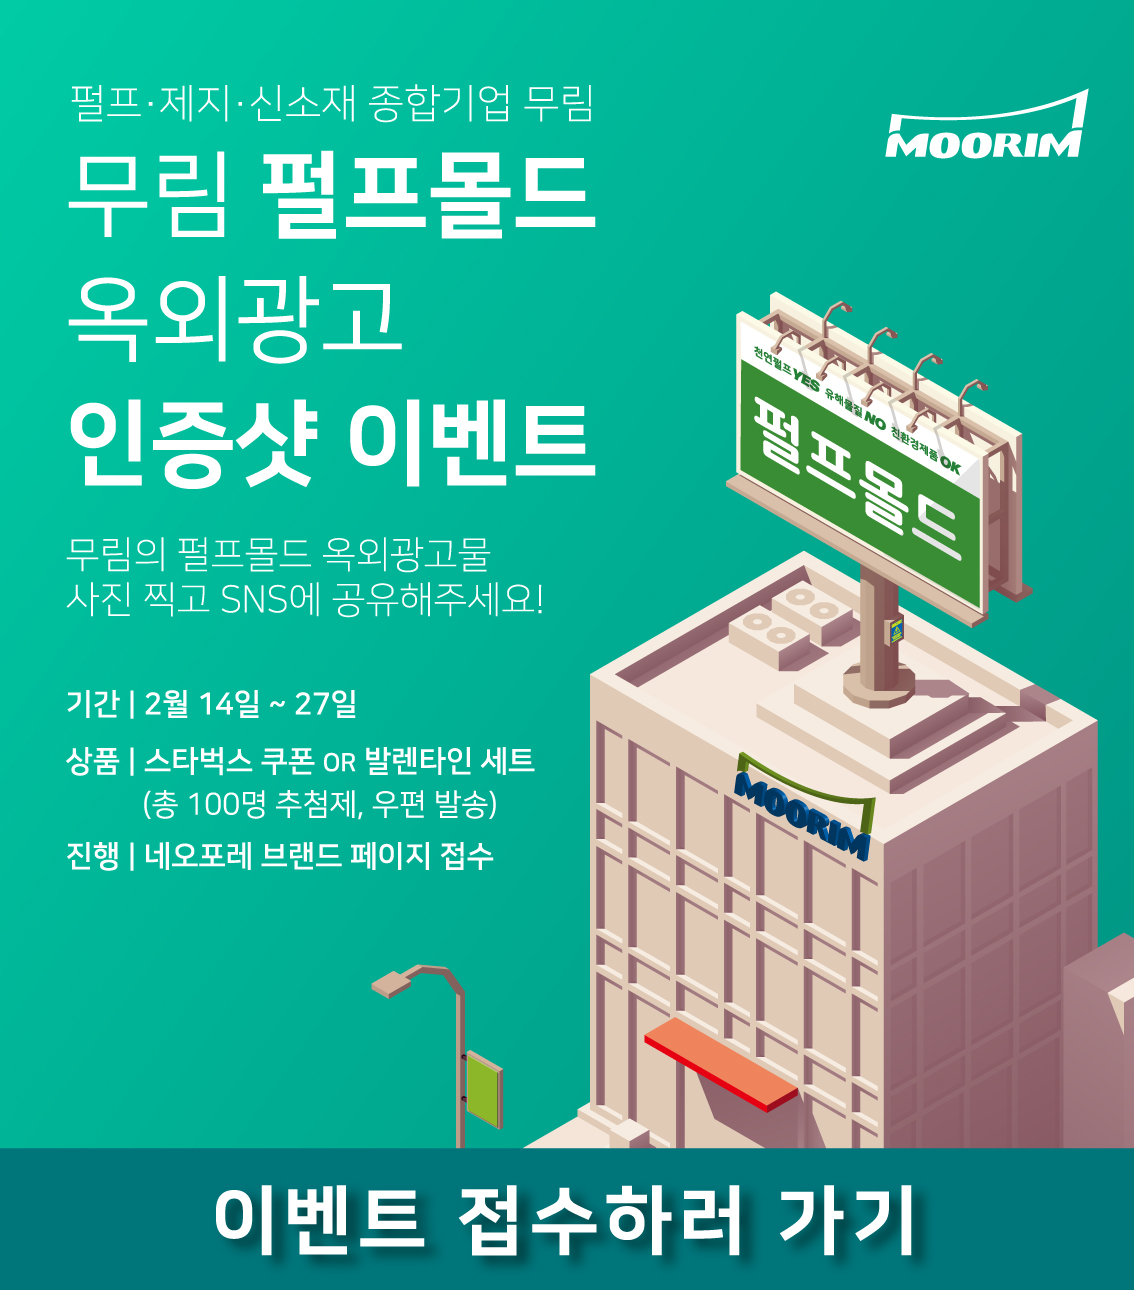 펄프·제지·신소재 종합기업 무림
MOORIM
무림 펄프몰드
옥외광고
인증샷 이벤트
무림의 펄프몰드 옥외광고물
사진 찍고 SNS에 공유해주세요!
기간 | 2월 14일 ~ 27일
상품 | 스타벅스 쿠폰 OR 발렌타인 세트
(총 100명 추첨제, 우편 발송)
진행 | 네오포레 브랜드 페이지 접수
천연펄프 YES 유해물질 NO 친환경제품 OK
펄프몰드
MOORIM
이벤트 접수하러 가기